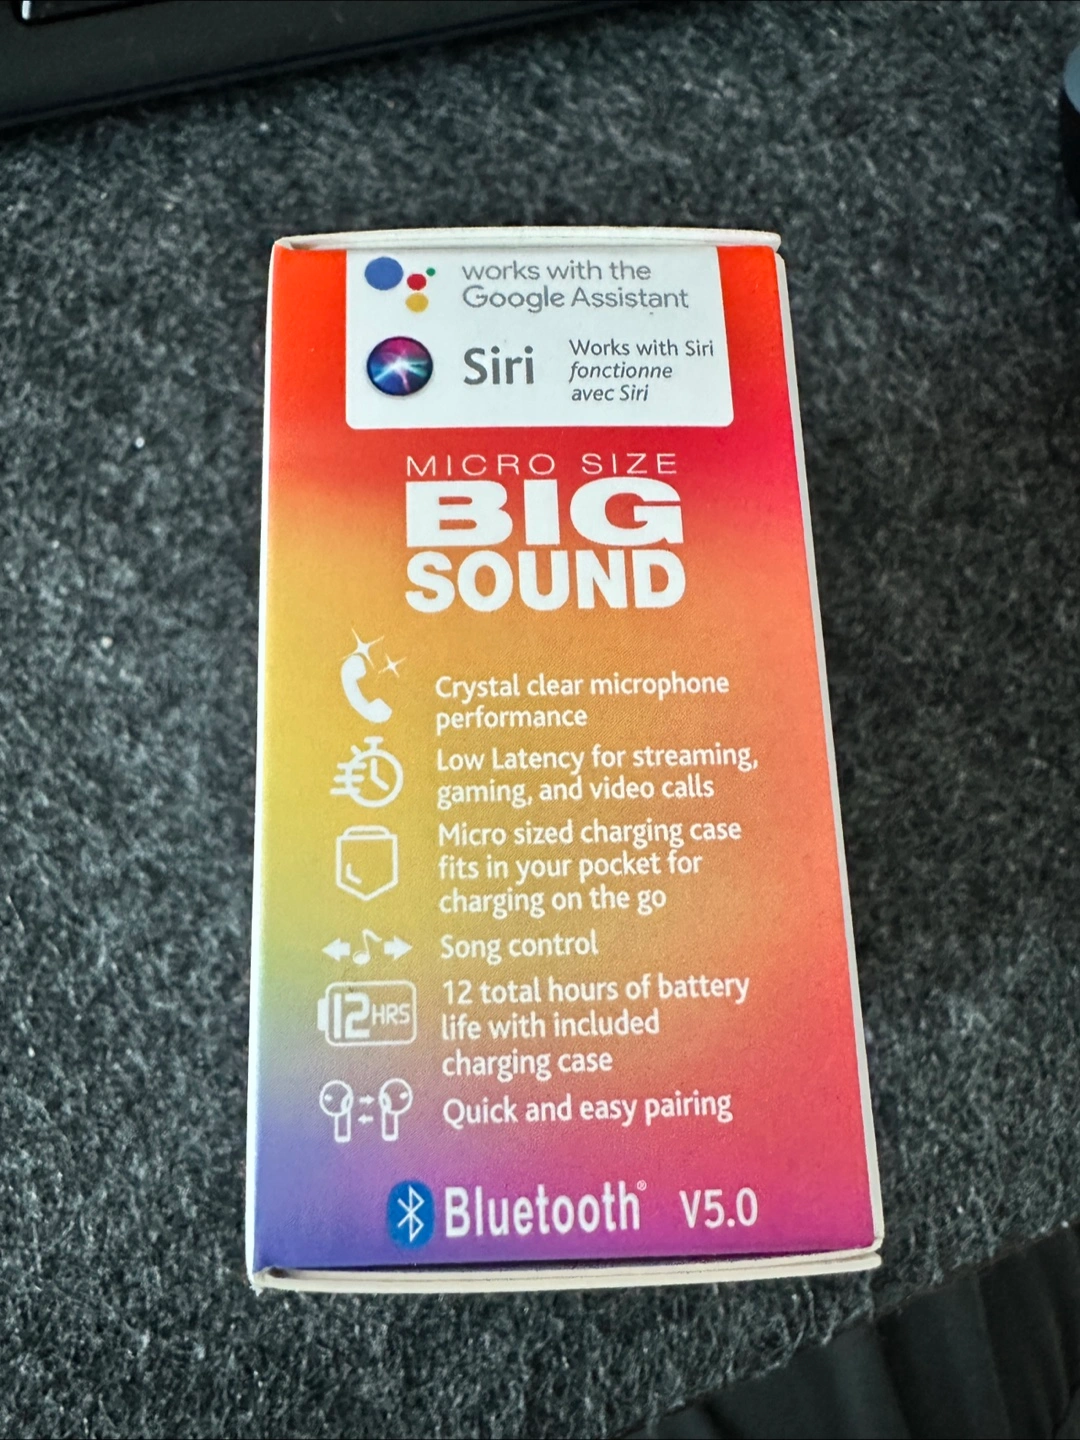 works with the
Google Assistant
Siri
Works with Siri
fonctionne
avec Siri
MICRO SIZE
BIG
SOUND
Crystal clear microphone
performance
Low Latency for streaming,
gaming, and video calls
Micro sized charging case
fits in your pocket for
charging on the go
Song control
12 HRS
12 total hours of battery
life with included
charging case
Quick and easy pairing
Bluetooth® V5.0